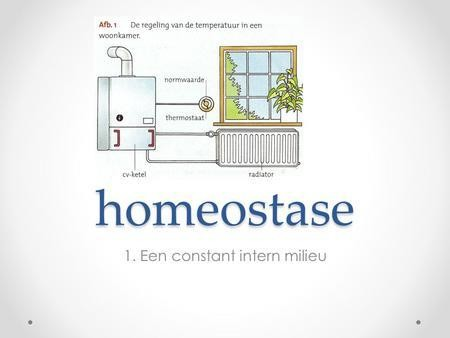 Afb. 1 De regeling van de temperatuur in een
woonkamer.
normwaarde
thermostaat
cv-ketel
radiator
homeostase
1. Een constant intern milieu